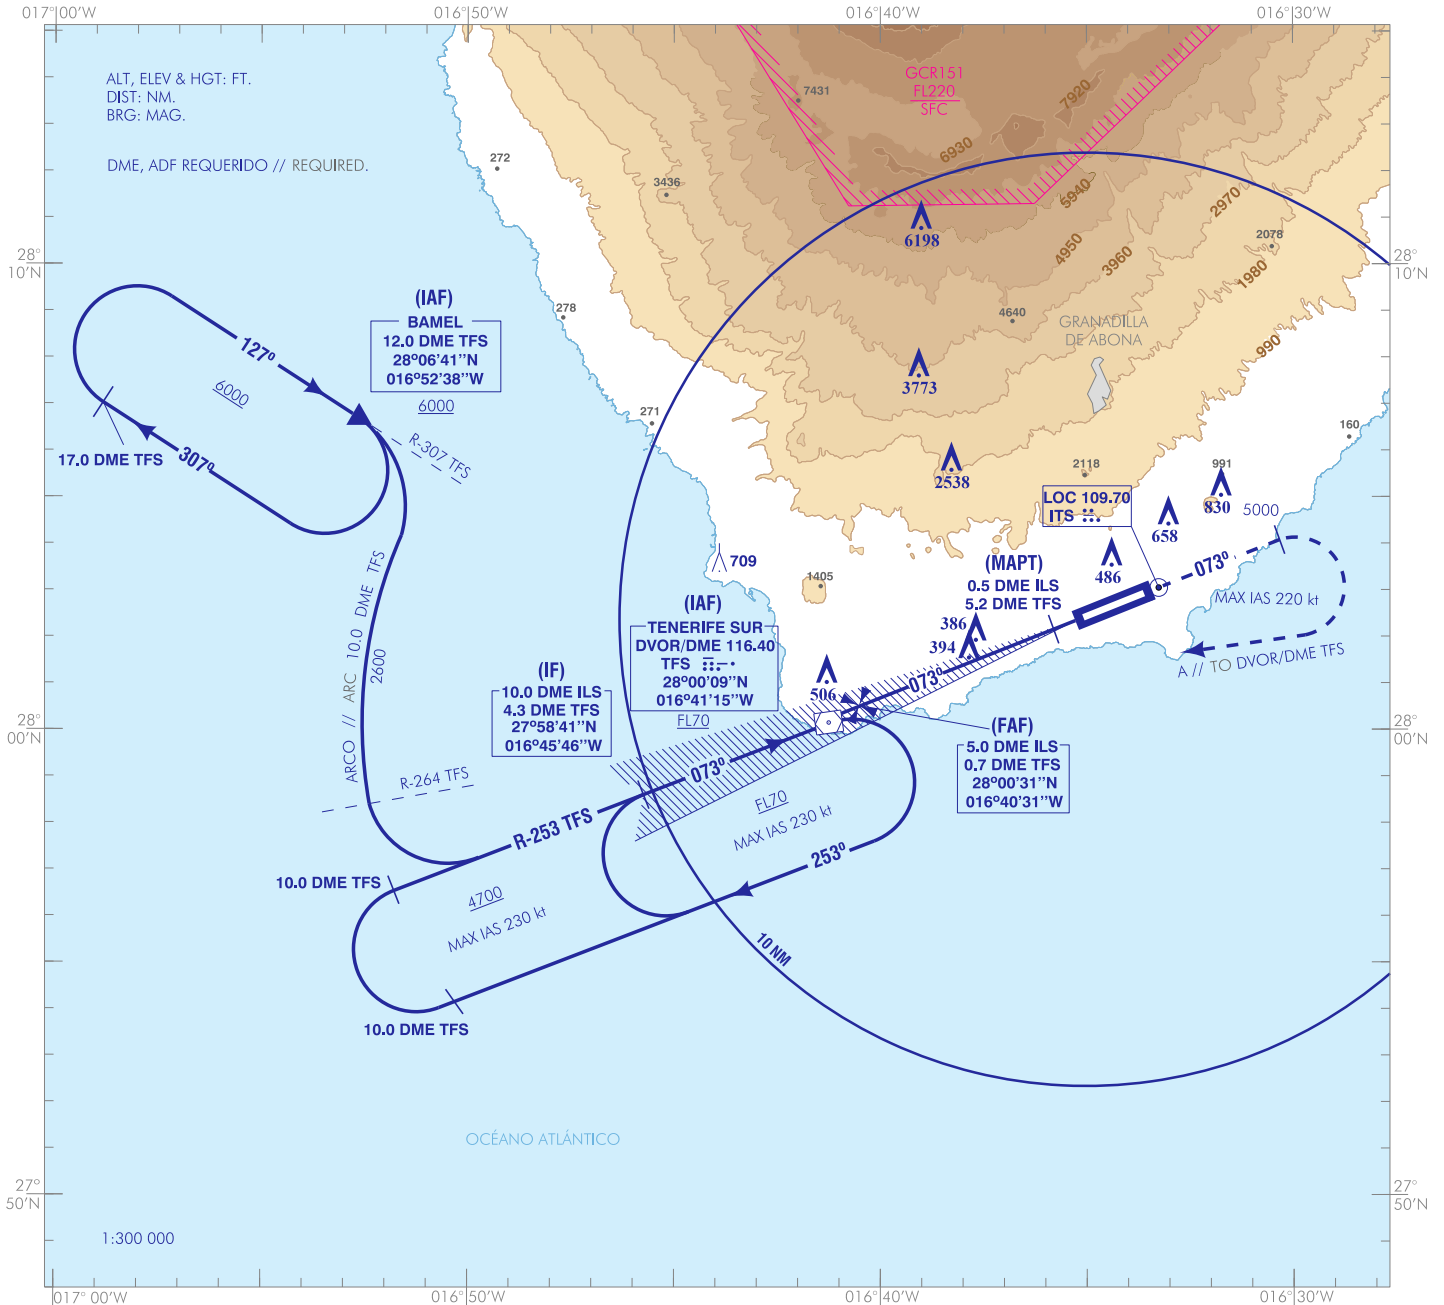 017°00'W
016°50'W
016°40'W
016°30'W
ALT, ELEV & HGT: FT.
DIST: NM.
BRG: MAG.
DME, ADF REQUERIDO // REQUIRED.
GCR151
FL220
SFC
7431
7920
6930
272
3436
5940
2970
6198
2078
4950
3960
1980
28°
10'N
28°
10'N
(IAF)
BAMEL
12.0 DME TFS
28°06'41''N
016°52'38''W
6000
278
4640
GRANADILLA
DE ABONA
990
127º
6000
3773
271
160
R-307 TFS
17.0 DME TFS
307º
2538
2118
991
830
LOC 109.70
ITS
5000
658
709
(MAPT)
0.5 DME ILS
5.2 DME TFS
486
073º
1405
MAX IAS 220 kt
ARCO // ARC 10.0 DME TFS
2600
(IAF)
TENERIFE SUR
DVOR/DME 116.40
TFS
28°00'09''N
016°41'15''W
FL70
386
394
A // TO DVOR/DME TFS
(IF)
10.0 DME ILS
4.3 DME TFS
27°58'41''N
016°45'46''W
506
073º
28°
00'N
28°
00'N
(FAF)
5.0 DME ILS
0.7 DME TFS
28°00'31''N
016°40'31''W
073º
R-264 TFS
FL70
MAX IAS 230 kt
R-253 TFS
253º
10.0 DME TFS
4700
MAX IAS 230 kt
10 NM
10.0 DME TFS
OCÉANO ATLÁNTICO
27°
50'N
27°
50'N
1:300 000
017°00'W
016°50'W
016°40'W
016°30'W